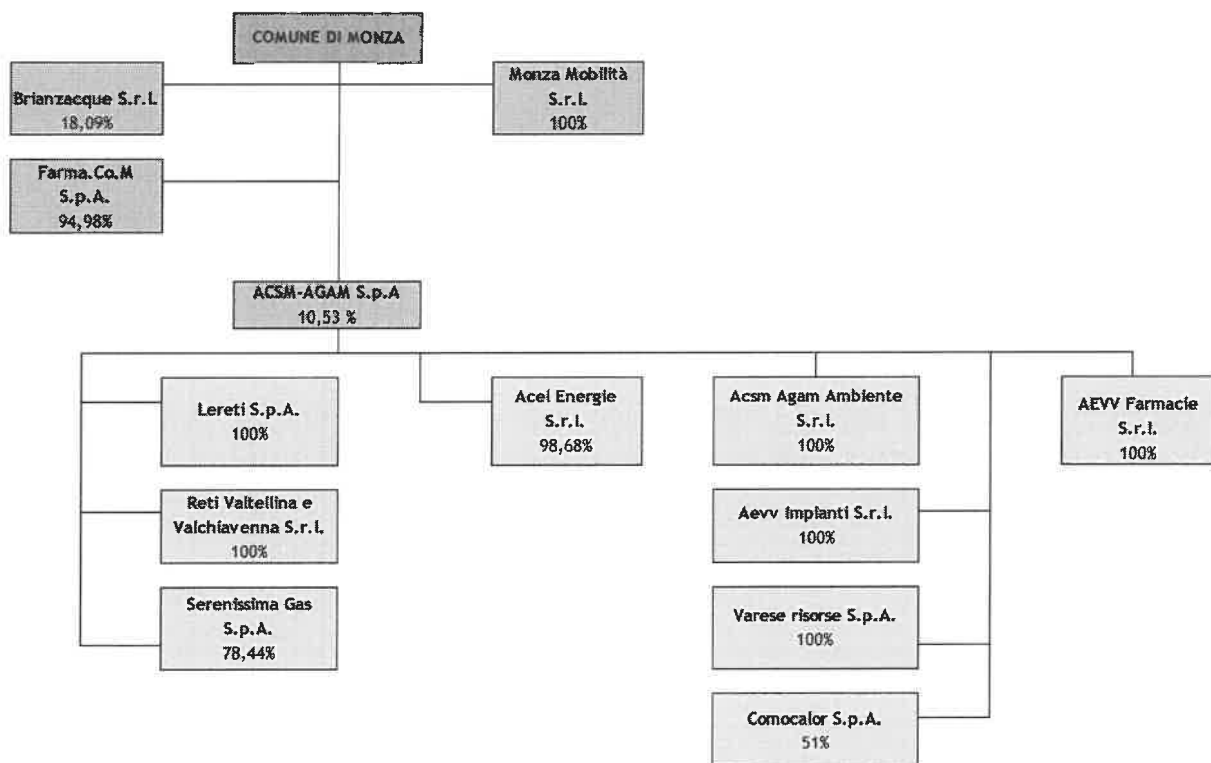 COMUNE DI MONZA
Brianzacque S.r.l.
18,09%
Monza Mobilità
S.r.l.
100%
Farma.Co.M
S.p.A.
94,98%
ACSM-AGAM S.p.A
10,53 %
Lereti S.p.A.
100%
Acel Energie
S.r.l.
98,68%
Acsm Agam Ambiente
S.r.l.
100%
AEVV Farmacie
S.r.l.
100%
Reti Valtellina e
Valchiavenna S.r.l.
100%
Aevv Impianti S.r.l.
100%
Serenissima Gas
S.p.A.
78,44%
Varese risorse S.p.A.
100%
Comocalor S.p.A.
51%